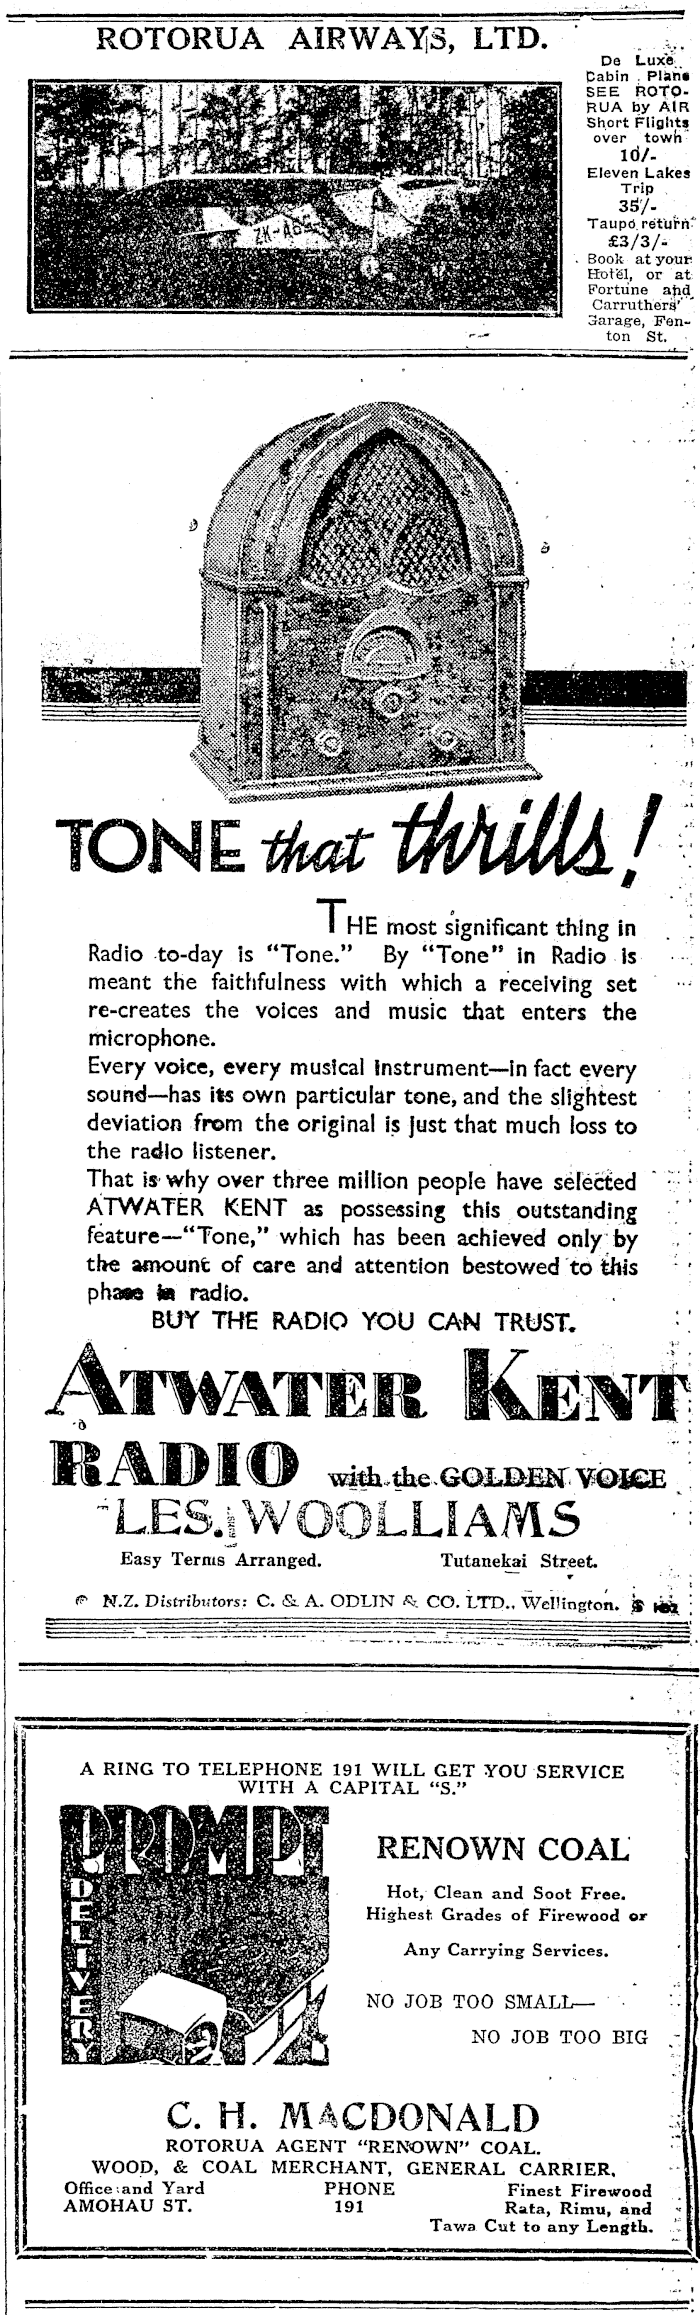 ROTORUA AIRWAYS, LTD.
De Luxe
Cabin Plane
SEE ROTO-
RUA by AIR
Short Flights
over town
10/-
Eleven Lakes
Trip
35/-
Taupo return
£3/3/-
Book at your
Hotel, or at
Fortune and
Carruthers'
Garage, Fen-
ton St.
TONE that thrills!
THE most significant thing in
Radio to-day is "Tone." By "Tone" in Radio is
meant the faithfulness with which a receiving set
re-creates the voices and music that enters the
microphone.
Every voice, every musical instrument—in fact every
sound—has its own particular tone, and the slightest
deviation from the original is just that much loss to
the radio listener.
That is why over three million people have selected
ATWATER KENT as possessing this outstanding
feature—"Tone," which has been achieved only by
the amount of care and attention bestowed to this
phase in radio.
BUY THE RADIO YOU CAN TRUST.
ATWATER KENT
RADIO with the GOLDEN VOICE
LES. WOOLLIAMS
Easy Terms Arranged. Tutanekai Street.
N.Z. Distributors: C. & A. ODLIN & CO. LTD., Wellington.
A RING TO TELEPHONE 191 WILL GET YOU SERVICE
WITH A CAPITAL "S."
PROMPT
DELIVERY
RENOWN COAL
Hot, Clean and Soot Free.
Highest Grades of Firewood or
Any Carrying Services.
NO JOB TOO SMALL—
NO JOB TOO BIG
C. H. MACDONALD
ROTORUA AGENT "RENOWN" COAL.
WOOD, & COAL MERCHANT, GENERAL CARRIER.
Office and Yard PHONE Finest Firewood
AMOHAU ST. 191 Rata, Rimu, and
Tawa Cut to any Length.